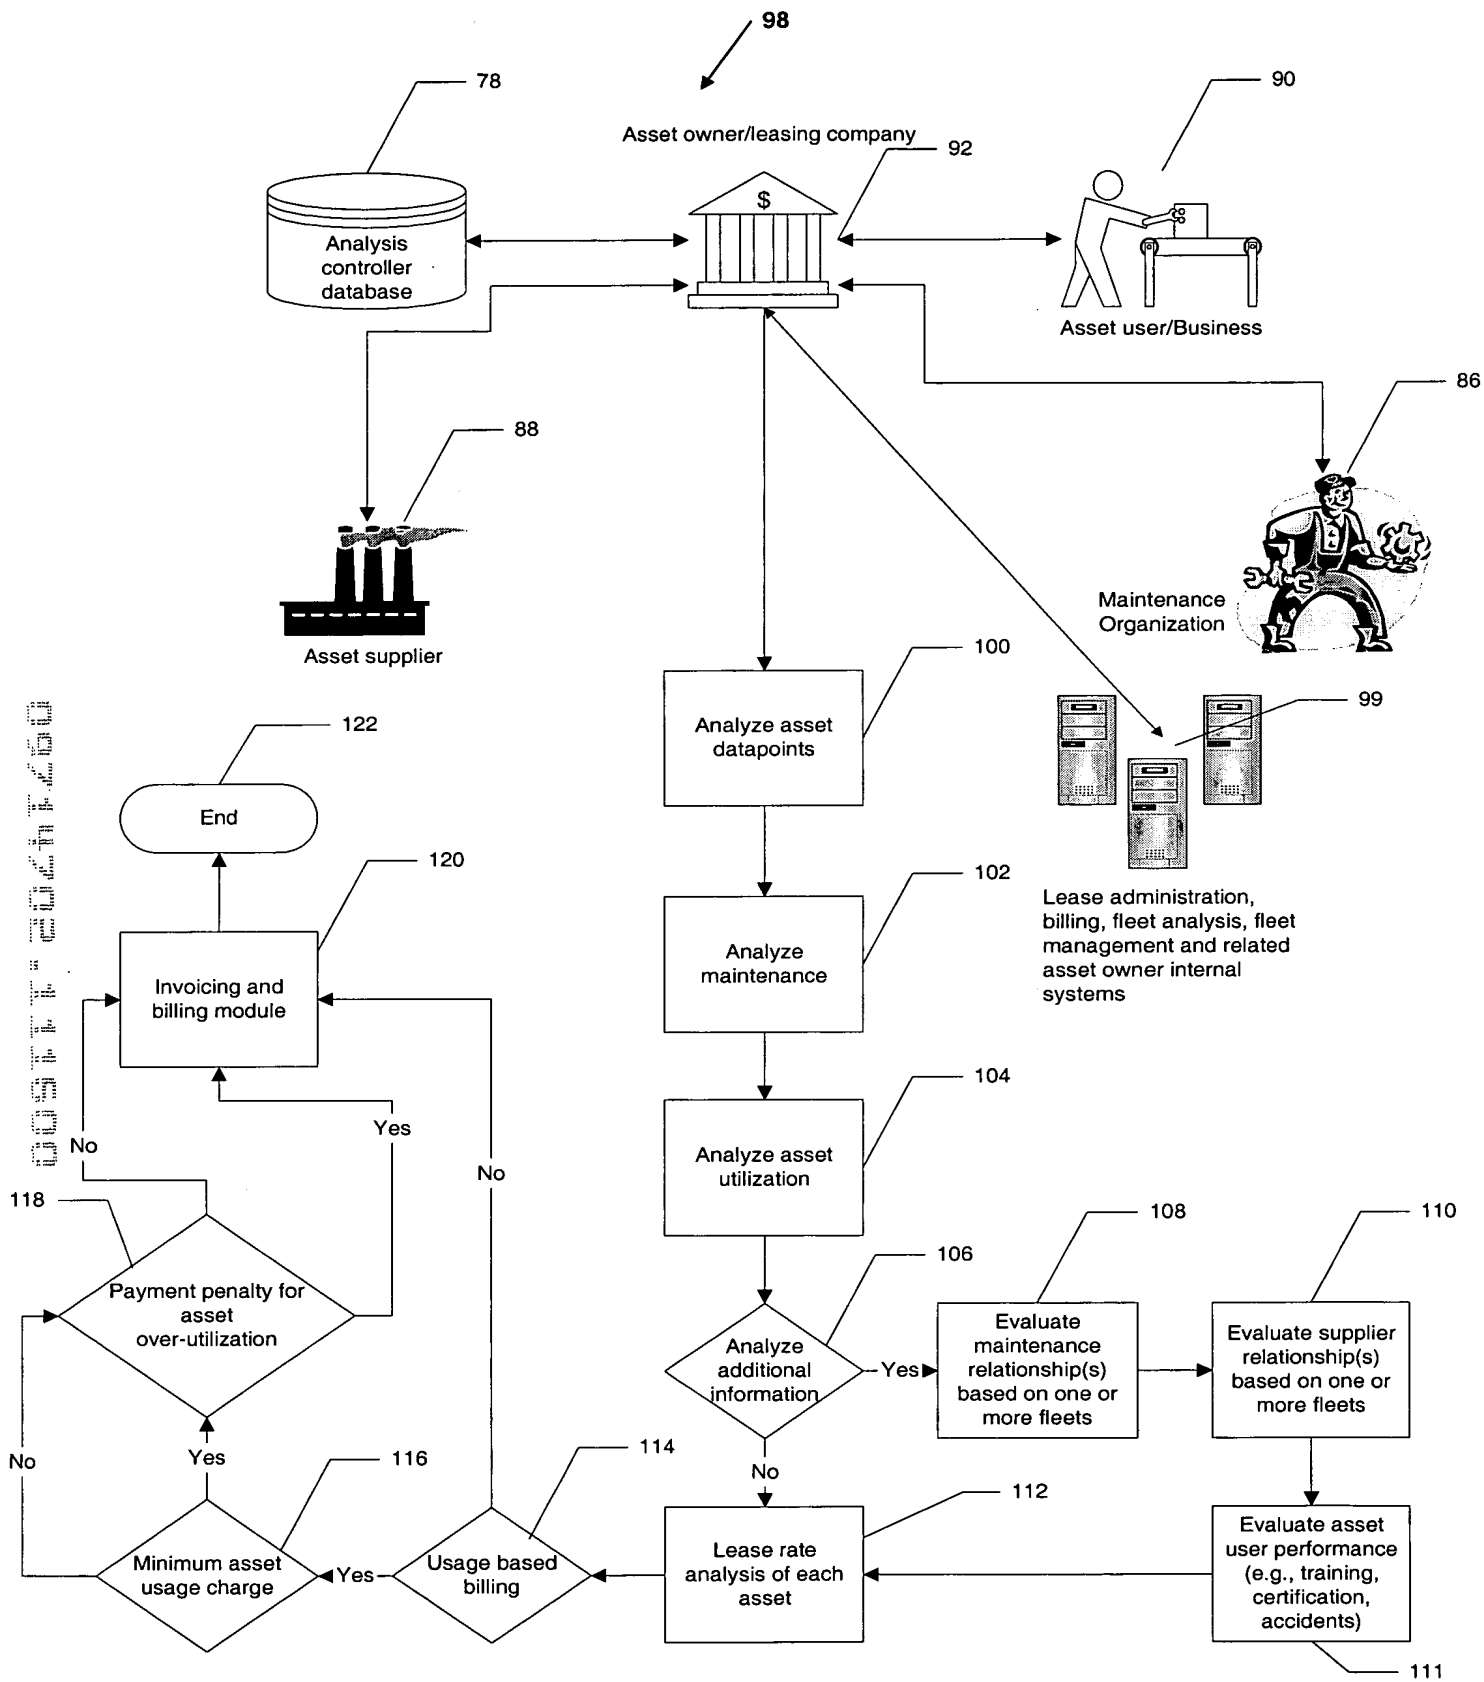 98
78
90
Asset owner/leasing company
92
$
Analysis
controller
database
Asset user/Business
86
88
Maintenance
Organization
Asset supplier
100
99
122
Analyze asset
datapoints
End
120
102
Lease administration,
billing, fleet analysis, fleet
management and related
asset owner internal
systems
Analyze
maintenance
Invoicing and
billing module
104
Yes
No
No
Analyze asset
utilization
118
108
110
106
Payment penalty for
asset
over-utilization
Evaluate
maintenance
relationship(s)
based on one or
more fleets
Evaluate supplier
relationship(s)
based on one or
more fleets
Analyze
additional
information
Yes
No
Yes
116
114
No
112
Minimum asset
usage charge
Yes
Usage based
billing
Lease rate
analysis of each
asset
Evaluate asset
user performance
(e.g., training,
certification,
accidents)
111